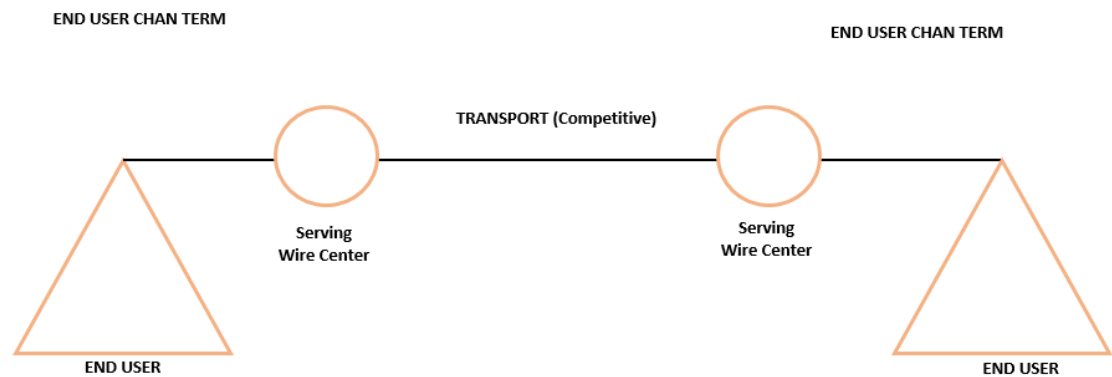 END USER CHAN TERM
END USER CHAN TERM
TRANSPORT (Competitive)
Serving
Wire Center
Serving
Wire Center
END USER
END USER